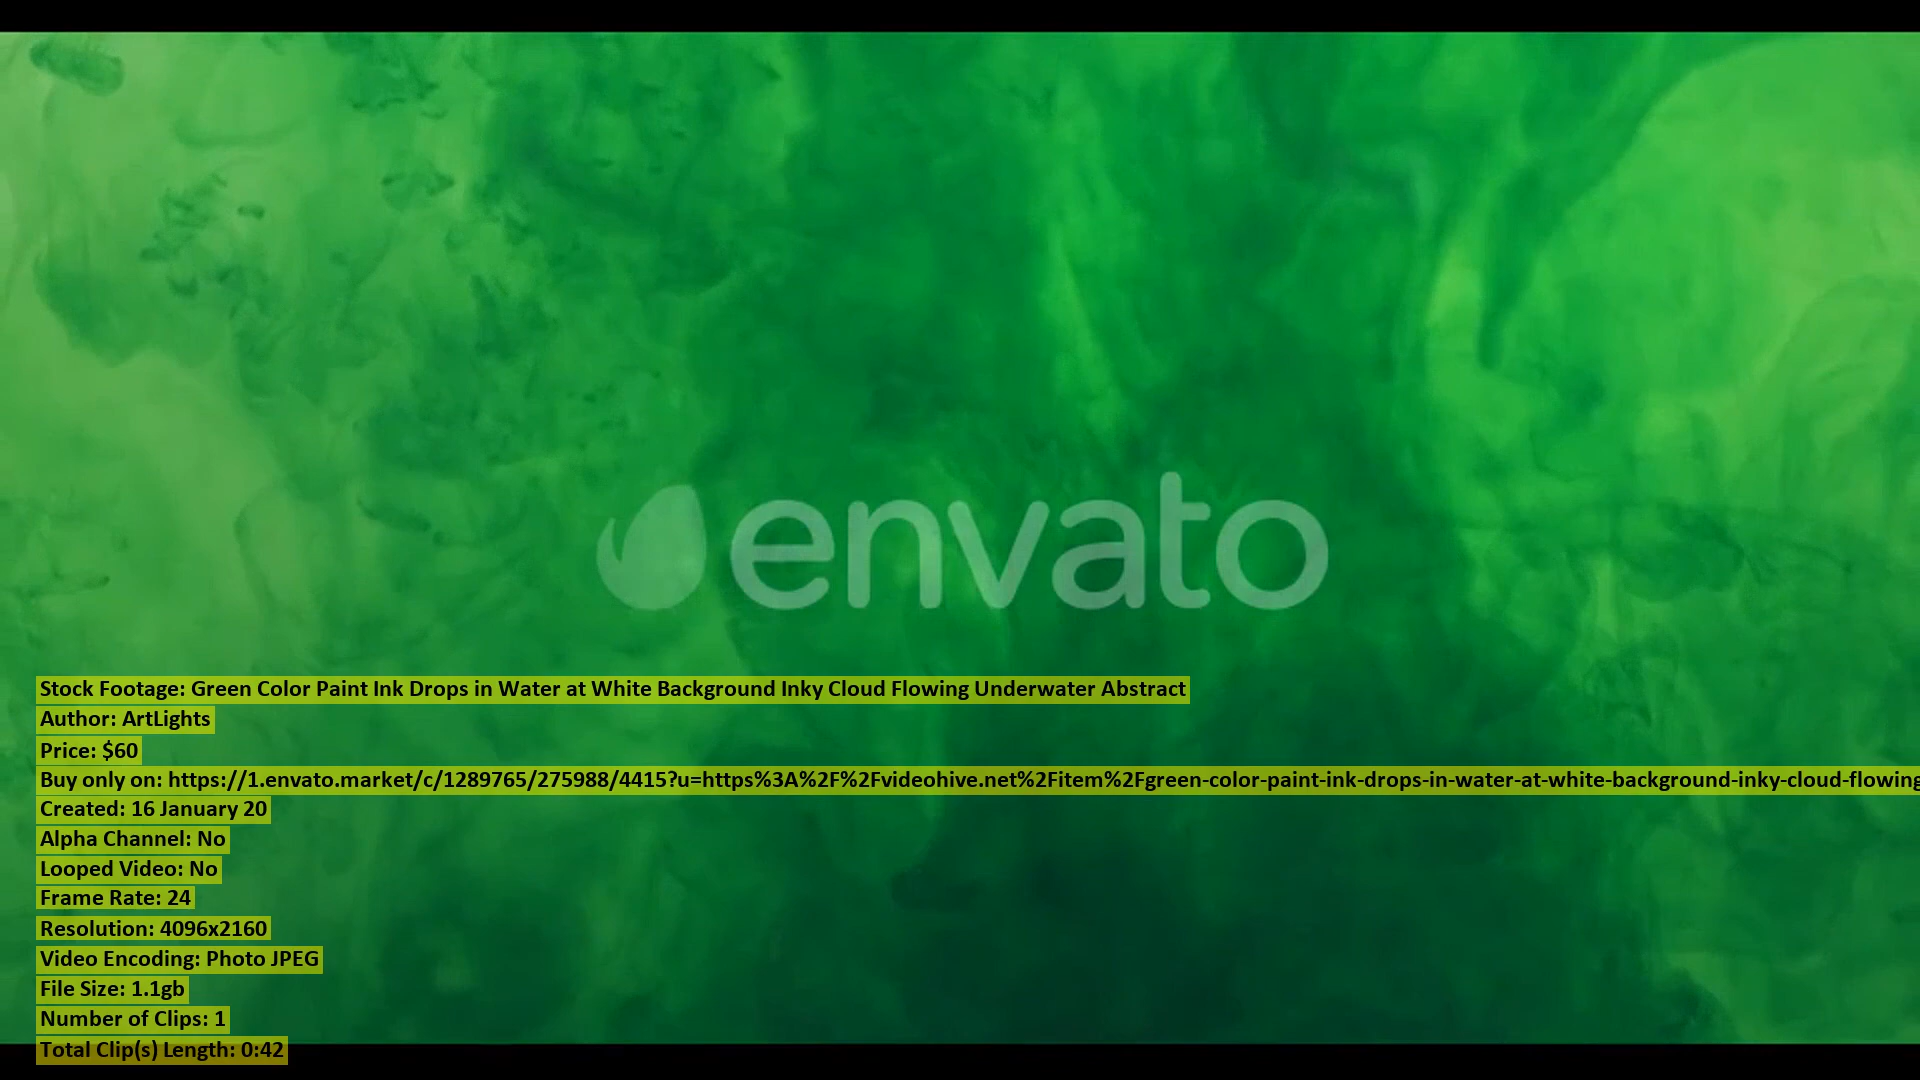 envato
Stock Footage: Green Color Paint Ink Drops in Water at White Background Inky Cloud Flowing Underwater Abstract
Author: ArtLights
Price: $60
Buy only on: https://1.envato.market/c/1289765/275988/4415?u=https%3A%2F%2Fvideohive.net%2Fitem%2Fgreen-color-paint-ink-drops-in-water-at-white-background-inky-cloud-flowing
Created: 16 January 20
Alpha Channel: No
Looped Video: No
Frame Rate: 24
Resolution: 4096x2160
Video Encoding: Photo JPEG
File Size: 1.1gb
Number of Clips: 1
Total Clip(s) Length: 0:42